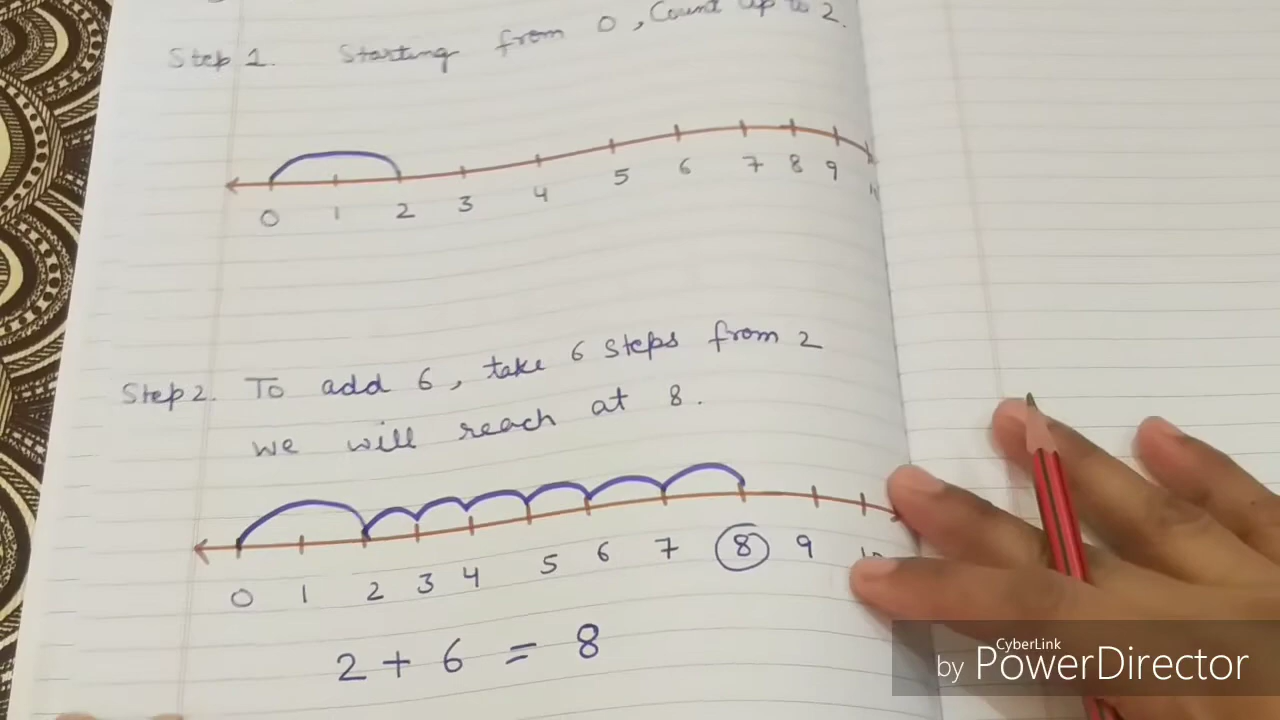 Step 1. Starting from 0, Count up to 2.
0 1 2 3 4 5 6 7 8 9
Step 2. To add 6, take 6 steps from 2
we will reach at 8.
0 1 2 3 4 5 6 7 8 9 10
2 + 6 = 8
CyberLink
by PowerDirector